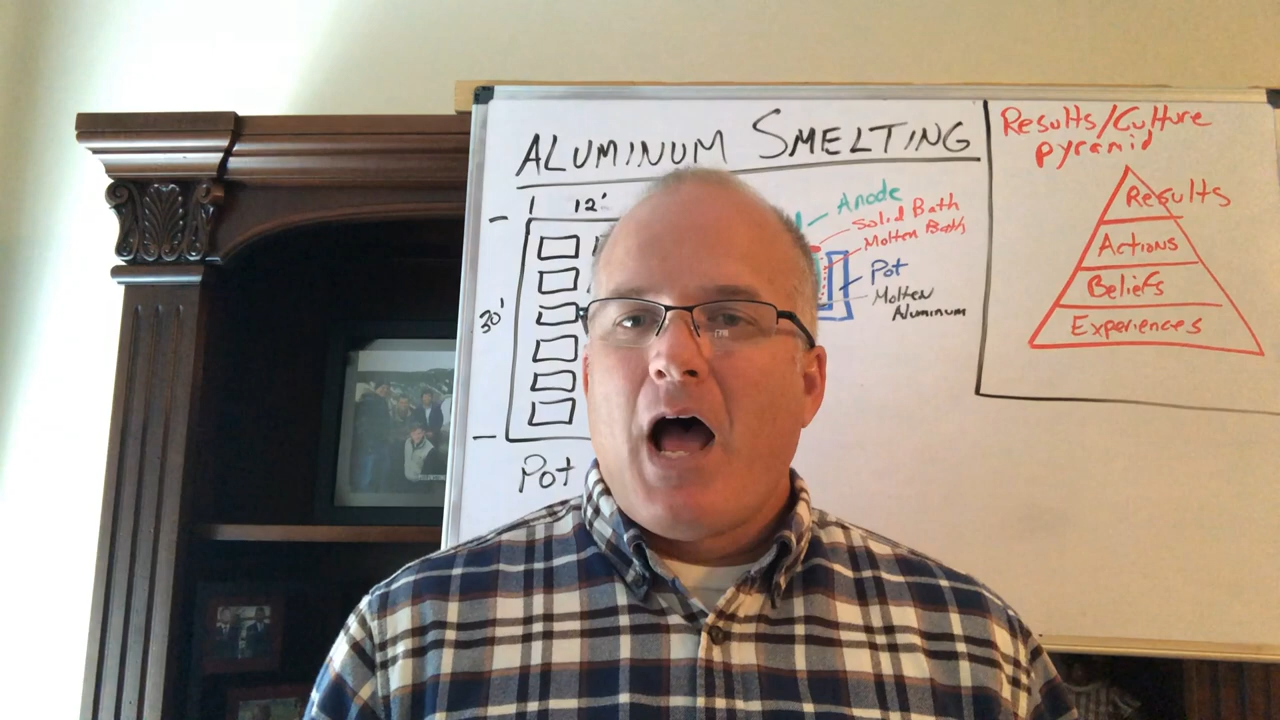 ALUMINUM SMELTING
12'
30'
Pot
Anode
Solid Bath
Molten Bath
Pot
Molten
Aluminum
Results/Culture
pyramid
Results
Actions
Beliefs
Experiences